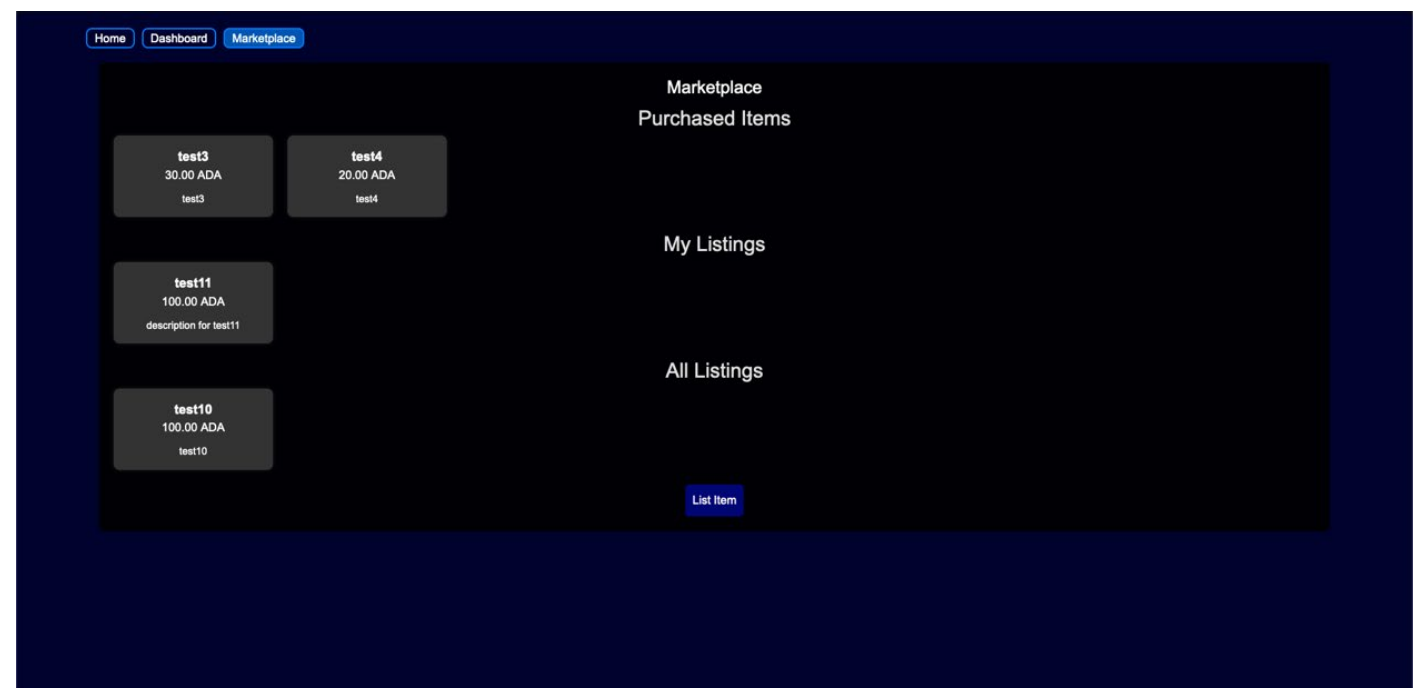 Home Dashboard Marketplace
Marketplace
Purchased Items
test3 test4
30.00 ADA 20.00 ADA
test3 test4
My Listings
test11
100.00 ADA
description for test11
All Listings
test10
100.00 ADA
test10
List Item